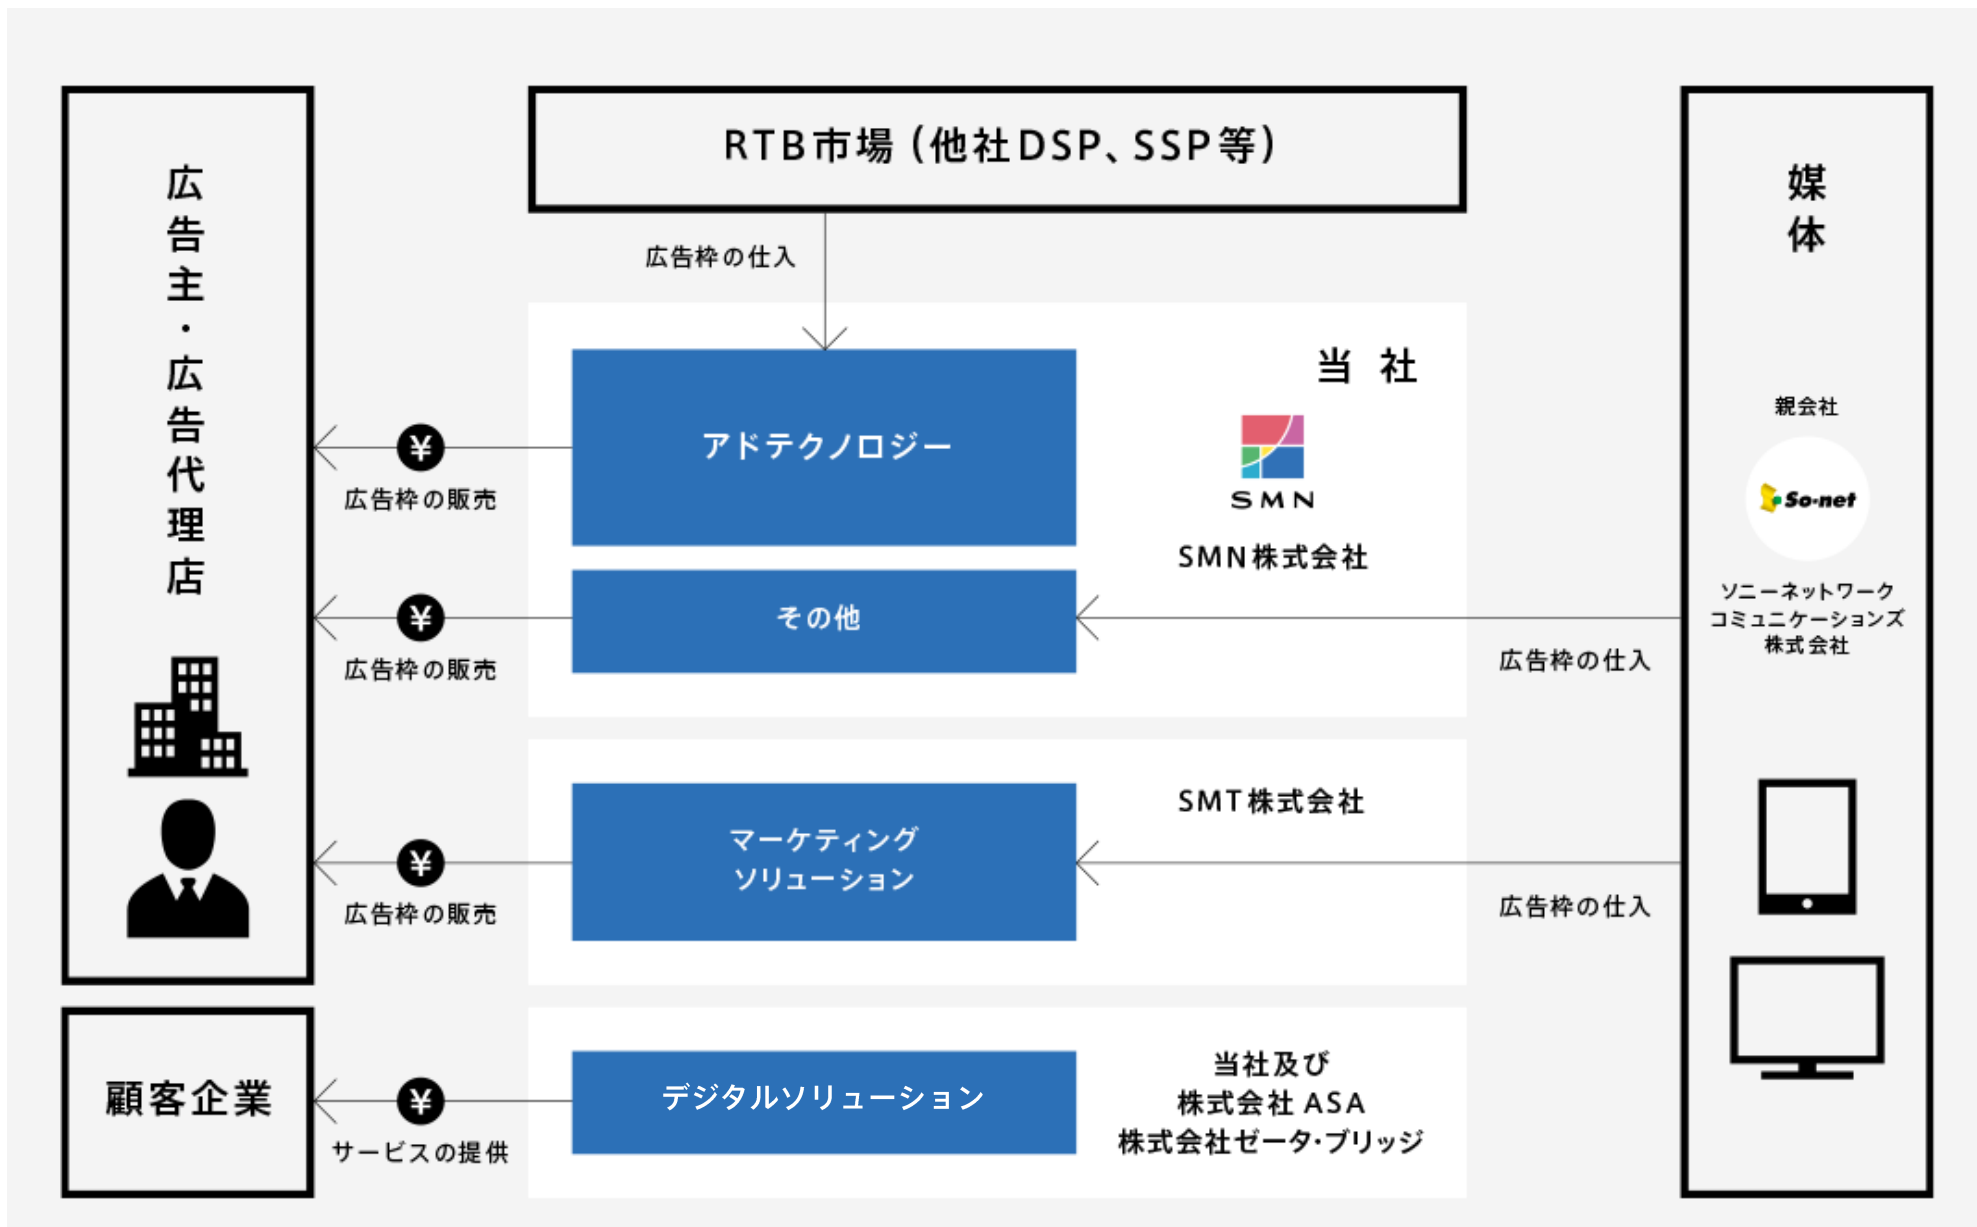 広告主・広告代理店
RTB市場（他社DSP、SSP等）
広告枠の仕入
アドテクノロジー
¥
広告枠の販売
当社
SMN
SMN株式会社
その他
¥
広告枠の販売
広告枠の仕入
マーケティング
ソリューション
¥
広告枠の販売
SMT株式会社
広告枠の仕入
顧客企業
¥
サービスの提供
デジタルソリューション
当社及び
株式会社ASA
株式会社ゼータ・ブリッジ
媒体
親会社
So-net
ソニーネットワーク
コミュニケーションズ
株式会社